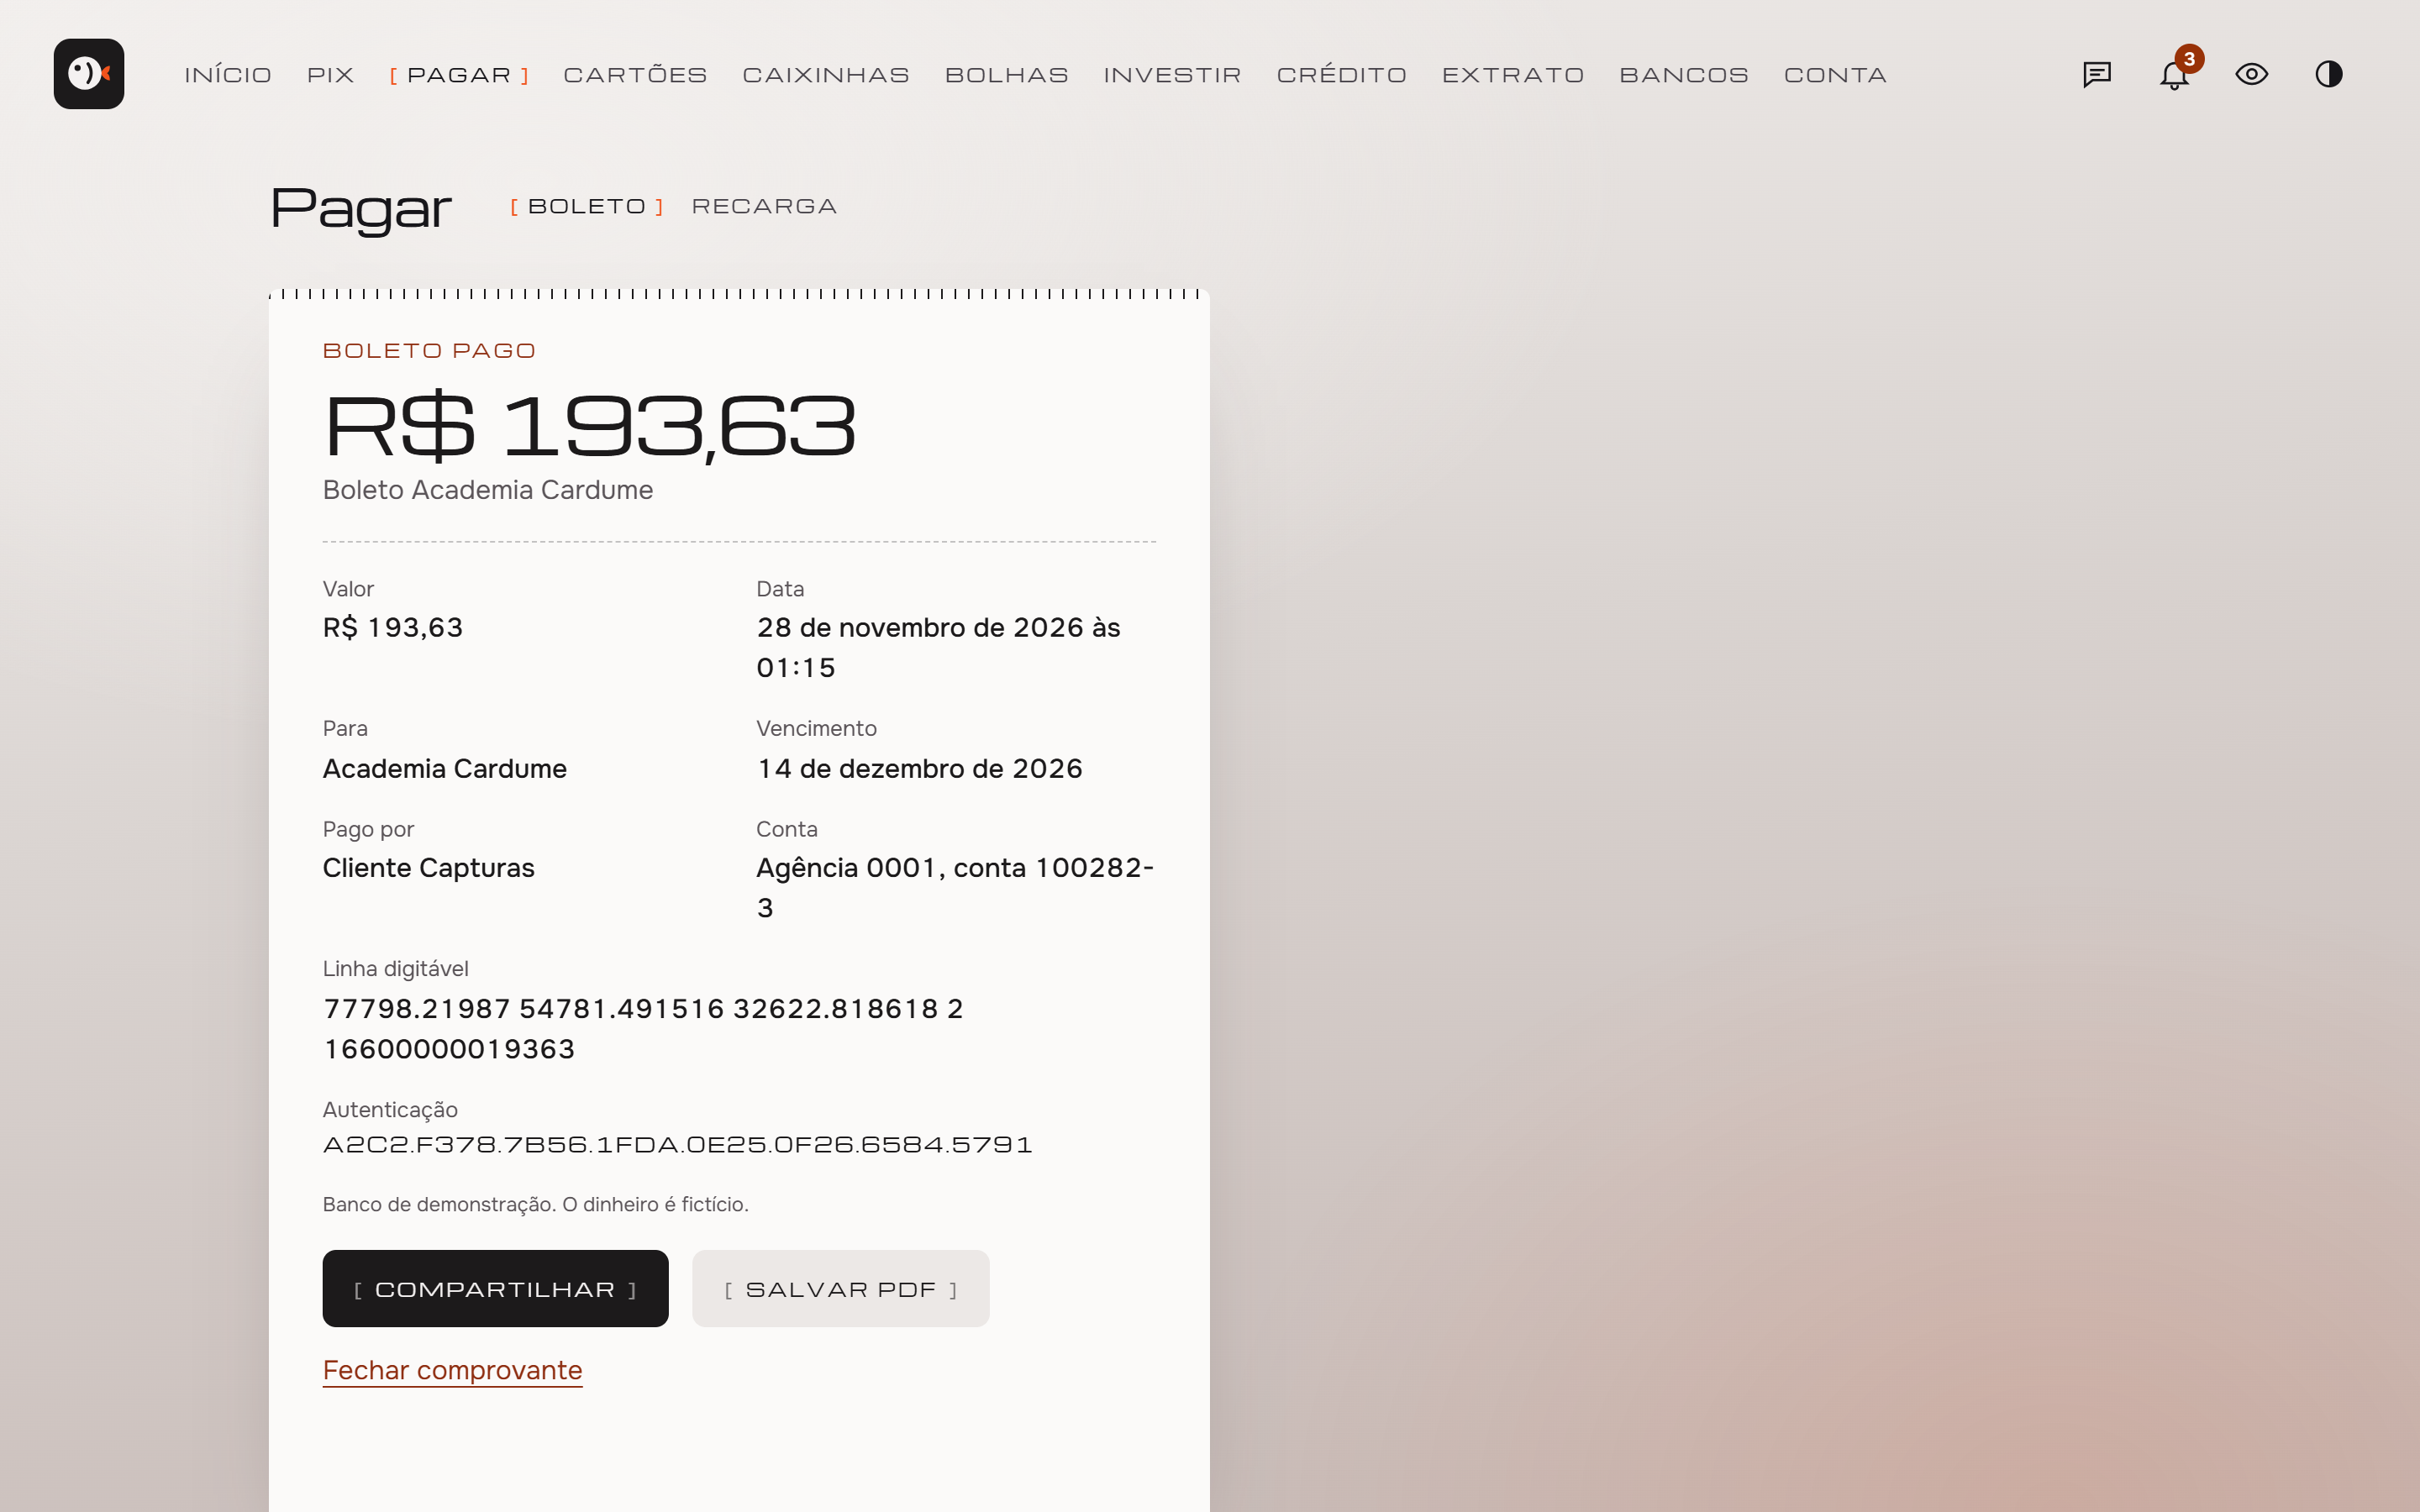 INÍCIO PIX [ PAGAR ] CARTÕES CAIXINHAS BOLHAS INVESTIR CRÉDITO EXTRATO BANCOS CONTA 3
Pagar [ BOLETO ] RECARGA
BOLETO PAGO
R$ 193,63
Boleto Academia Cardume
Valor
R$ 193,63
Data
28 de novembro de 2026 às
01:15
Para
Academia Cardume
Vencimento
14 de dezembro de 2026
Pago por
Cliente Capturas
Conta
Agência 0001, conta 100282-
3
Linha digitável
77798.21987 54781.491516 32622.818618 2
16600000019363
Autenticação
A2C2.F378.7B56.1FDA.0E25.0F26.6584.5791
Banco de demonstração. O dinheiro é fictício.
[ COMPARTILHAR ] [ SALVAR PDF ]
Fechar comprovante